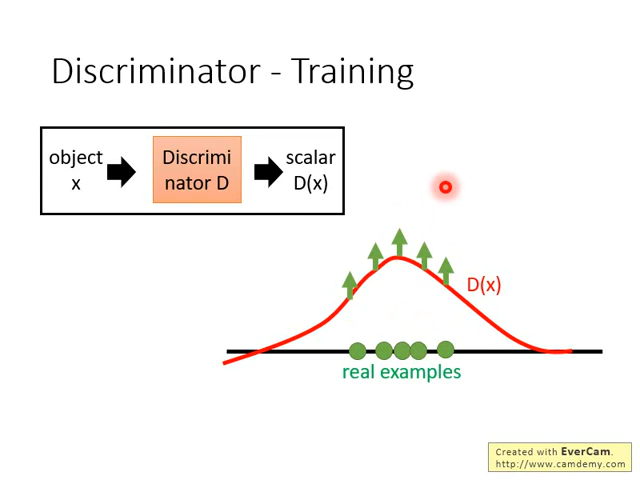 Discriminator - Training
object
x
Discrimi
nator D
scalar
D(x)
D(x)
real examples
Created with EverCam.
http://www.camdemy.com